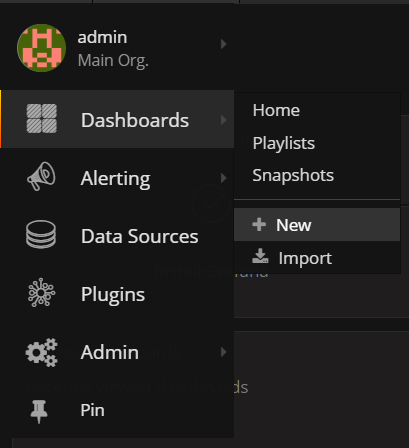 admin
Main Org.
Dashboards
Home
Playlists
Snapshots
New
Import
Alerting
Data Sources
Plugins
Admin
Pin